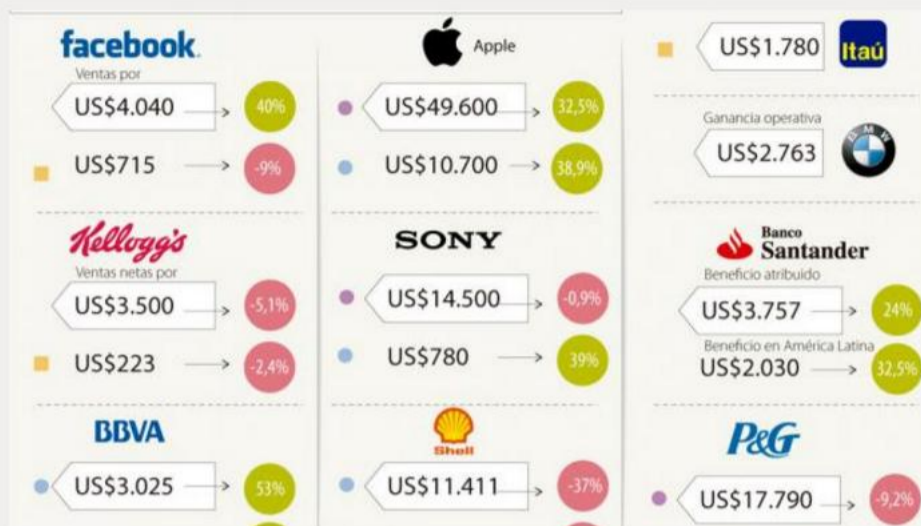 facebook.
Ventas por
US$4.040 40%
US$715 -9%
Kellogg's
Ventas netas por
US$3.500 -5,1%
US$223 -2,4%
BBVA
US$3.025 53%
Apple
US$49.600 32,5%
US$10.700 38,9%
SONY
US$14.500 -0,9%
US$780 39%
Shell
US$11.411 -37%
US$1.780 Itaú
Ganancia operativa
US$2.763 BMW
Banco
Santander
Beneficio atribuido
US$3.757 24%
Beneficio en América Latina
US$2.030 32,5%
P&G
US$17.790 -9,2%